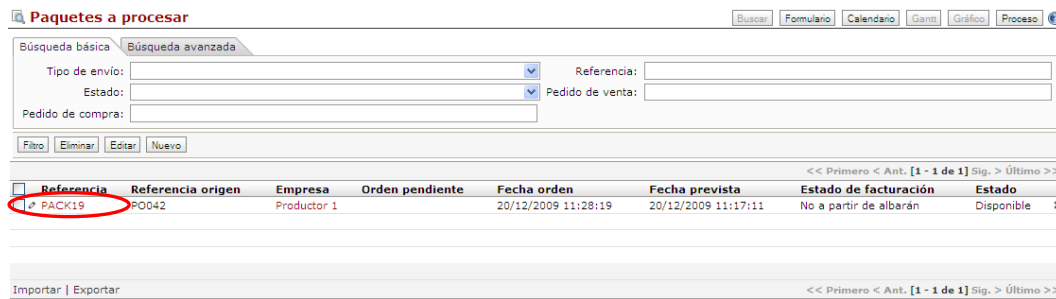 Paquetes a procesar Buscar Formulario Calendario Gantt Gráfico Proceso
Búsqueda básica Búsqueda avanzada
Tipo de envío: Referencia:
Estado: Pedido de venta:
Pedido de compra:
Filtro Eliminar Editar Nuevo
<< Primero < Ant. [1 - 1 de 1] Sig. > Último >>
Referencia Referencia origen Empresa Orden pendiente Fecha orden Fecha prevista Estado de facturación Estado
PACK19 PO042 Productor 1 20/12/2009 11:28:19 20/12/2009 11:17:11 No a partir de albarán Disponible
Importar | Exportar << Primero < Ant. [1 - 1 de 1] Sig. > Último >>